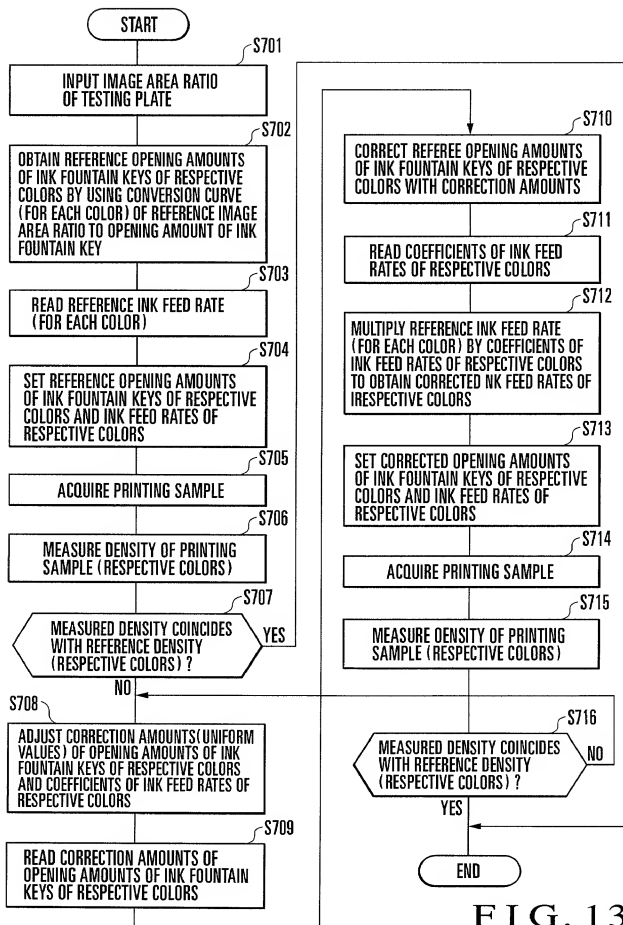 START
S701
INPUT IMAGE AREA RATIO
OF TESTING PLATE
S702
OBTAIN REFERENCE OPENING AMOUNTS
OF INK FOUNTAIN KEYS OF RESPECTIVE
COLORS BY USING CONVERSION CURVE
(FOR EACH COLOR) OF REFERENCE IMAGE
AREA RATIO TO OPENING AMOUNT OF INK
FOUNTAIN KEY
S703
READ REFERENCE INK FEED RATE
(FOR EACH COLOR)
S704
SET REFERENCE OPENING AMOUNTS
OF INK FOUNTAIN KEYS OF RESPECTIVE
COLORS AND INK FEEO RATES OF
RESPECTIVE COLORS
S705
ACQUIRE PRINTING SAMPLE
S706
MEASURE DENSITY OF PRINTING
SAMPLE (RESPECTIVE COLORS)
S707
MEASURED DENSITY COINCIDES
WITH REFERENCE DENSITY
(RESPECTIVE COLORS) ?
YES
NO
S708
ADJUST CORRECTION AMOUNTS (UNIFORM
VALUES) OF OPENING AMOUNTS OF INK
FOUNTAIN KEYS OF RESPECTIVE COLORS
AND COEFFICIENTS OF INK FEED RATES OF
RESPECTIVE COLORS
S709
READ CORRECTION AMOUNTS OF
OPENING AMOUNTS OF INK FOUNTAIN
KEYS OF RESPECTIVE COLORS
S710
CORRECT REFEREE OPENING AMOUNTS
OF INK FOUNTAIN KEYS OF RESPECTIVE
COLORS WITH CORRECTION AMOUNTS
S711
READ COEFFICIENTS OF INK FEED
RATES OF RESPECTIVE COLORS
S712
MULTIPLY REFERENCE INK FEED RATE
(FOR EACH COLOR) BY COEFFICIENTS OF
INK FEED RATES OF RESPECTIVE COLORS
TO OBTAIN CORRECTED NK FEED RATES OF
IRESPECTIVE COLORS
S713
SET CORRECTED OPENING AMOUNTS
OF INK FOUNTAIN KEYS OF RESPECTIVE
COLORS AND INK FEED RATES OF
RESPECTIVE COLORS
S714
ACQUIRE PRINTING SAMPLE
S715
MEASURE DENSITY OF PRINTING
SAMPLE (RESPECTIVE COLORS)
S716
MEASURED DENSITY COINCIDES
WITH REFERENCE DENSITY
(RESPECTIVE COLORS) ?
NO
YES
END
FIG. 13